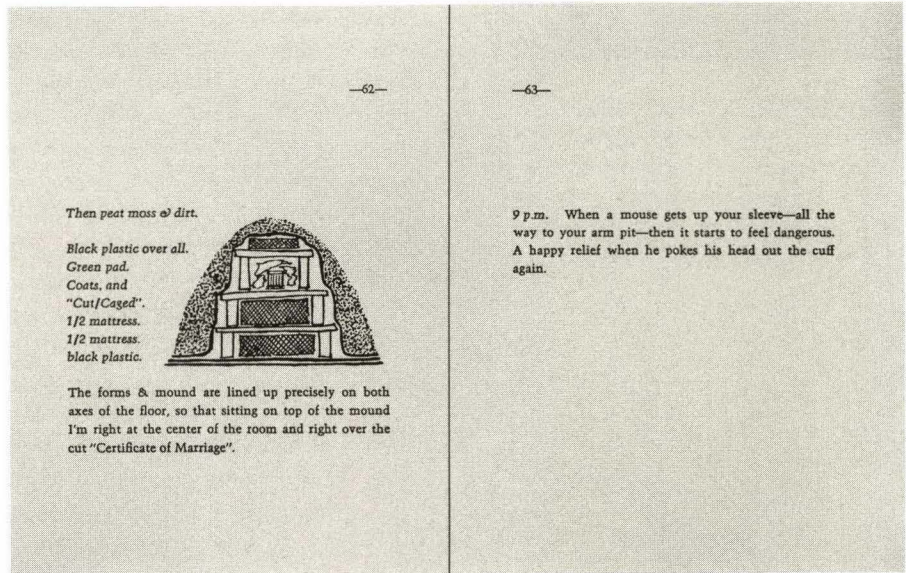 —62—
Then peat moss & dirt.
Black plastic over all.
Green pad.
Coats, and
"Cut/Caged".
1/2 mattress.
1/2 mattress.
black plastic.
The forms & mound are lined up precisely on both
axes of the floor, so that sitting on top of the mound
I'm right at the center of the room and right over the
cut "Certificate of Marriage".
—63—
9 p.m. When a mouse gets up your sleeve—all the
way to your arm pit—then it starts to feel dangerous.
A happy relief when he pokes his head out the cuff
again.